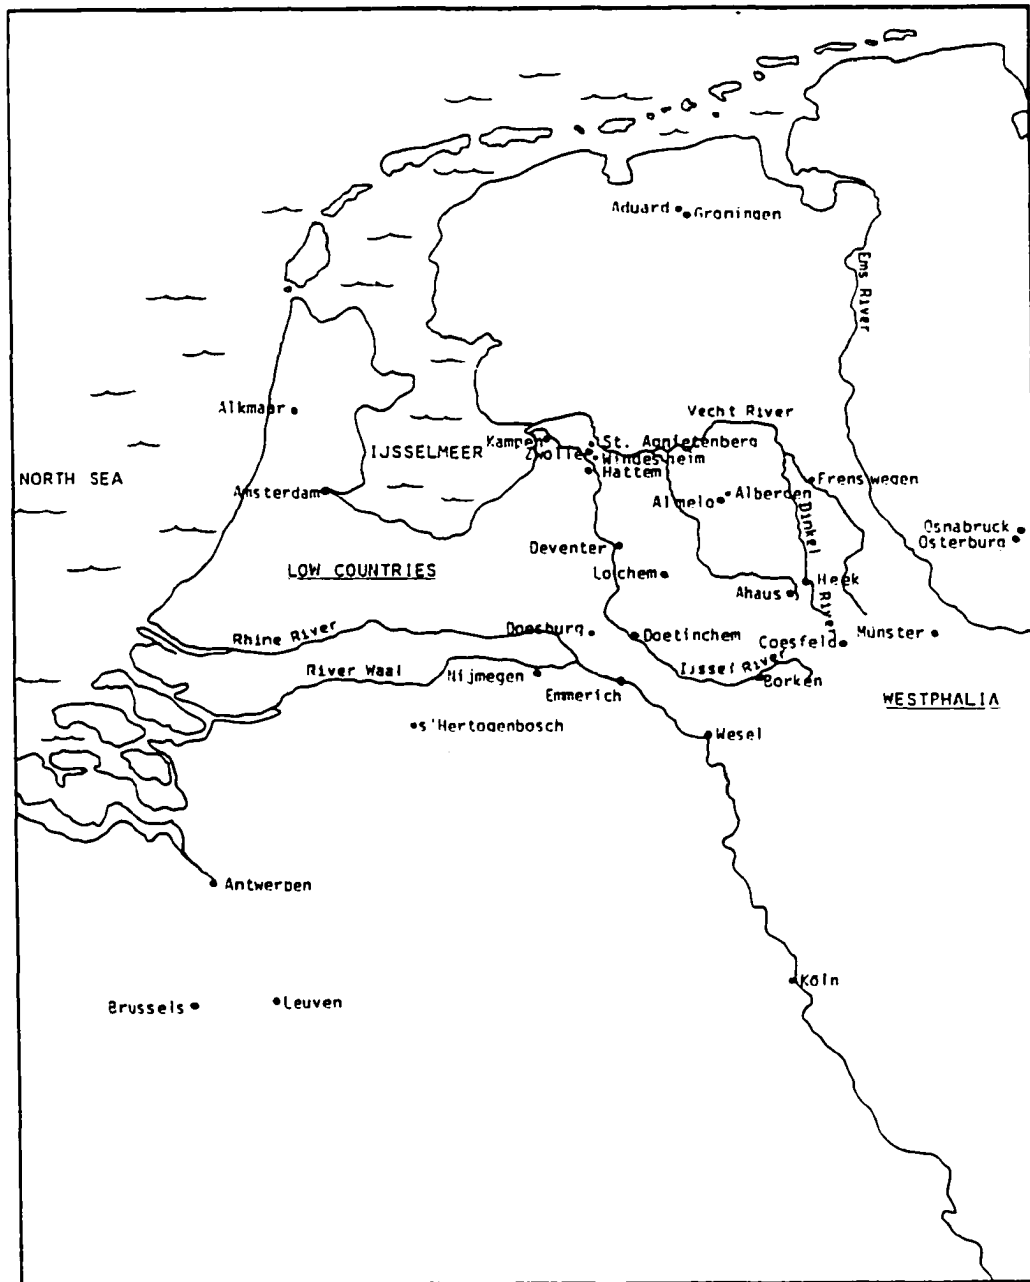 Aduard
Groningen
Ems River
Alkmaar
Vecht River
Kampen
St. Agnietenberg
IJSSELMEER
Zwolle
Windesheim
Hattem
NORTH SEA
Frenswegen
Amsterdam
Almelo
Albergen
Dinkel River
Osnabruck
Osterburg
Deventer
Lochem
LOW COUNTRIES
Heek
Ahaus
Rhine River
Doesburg
Doetinchem
Coesfeld
Münster
River Waal
Nijmegen
IJssel River
Borken
Emmerich
WESTPHALIA
s'Hertogenbosch
Wesel
Antwerpen
Köln
Brussels
Leuven